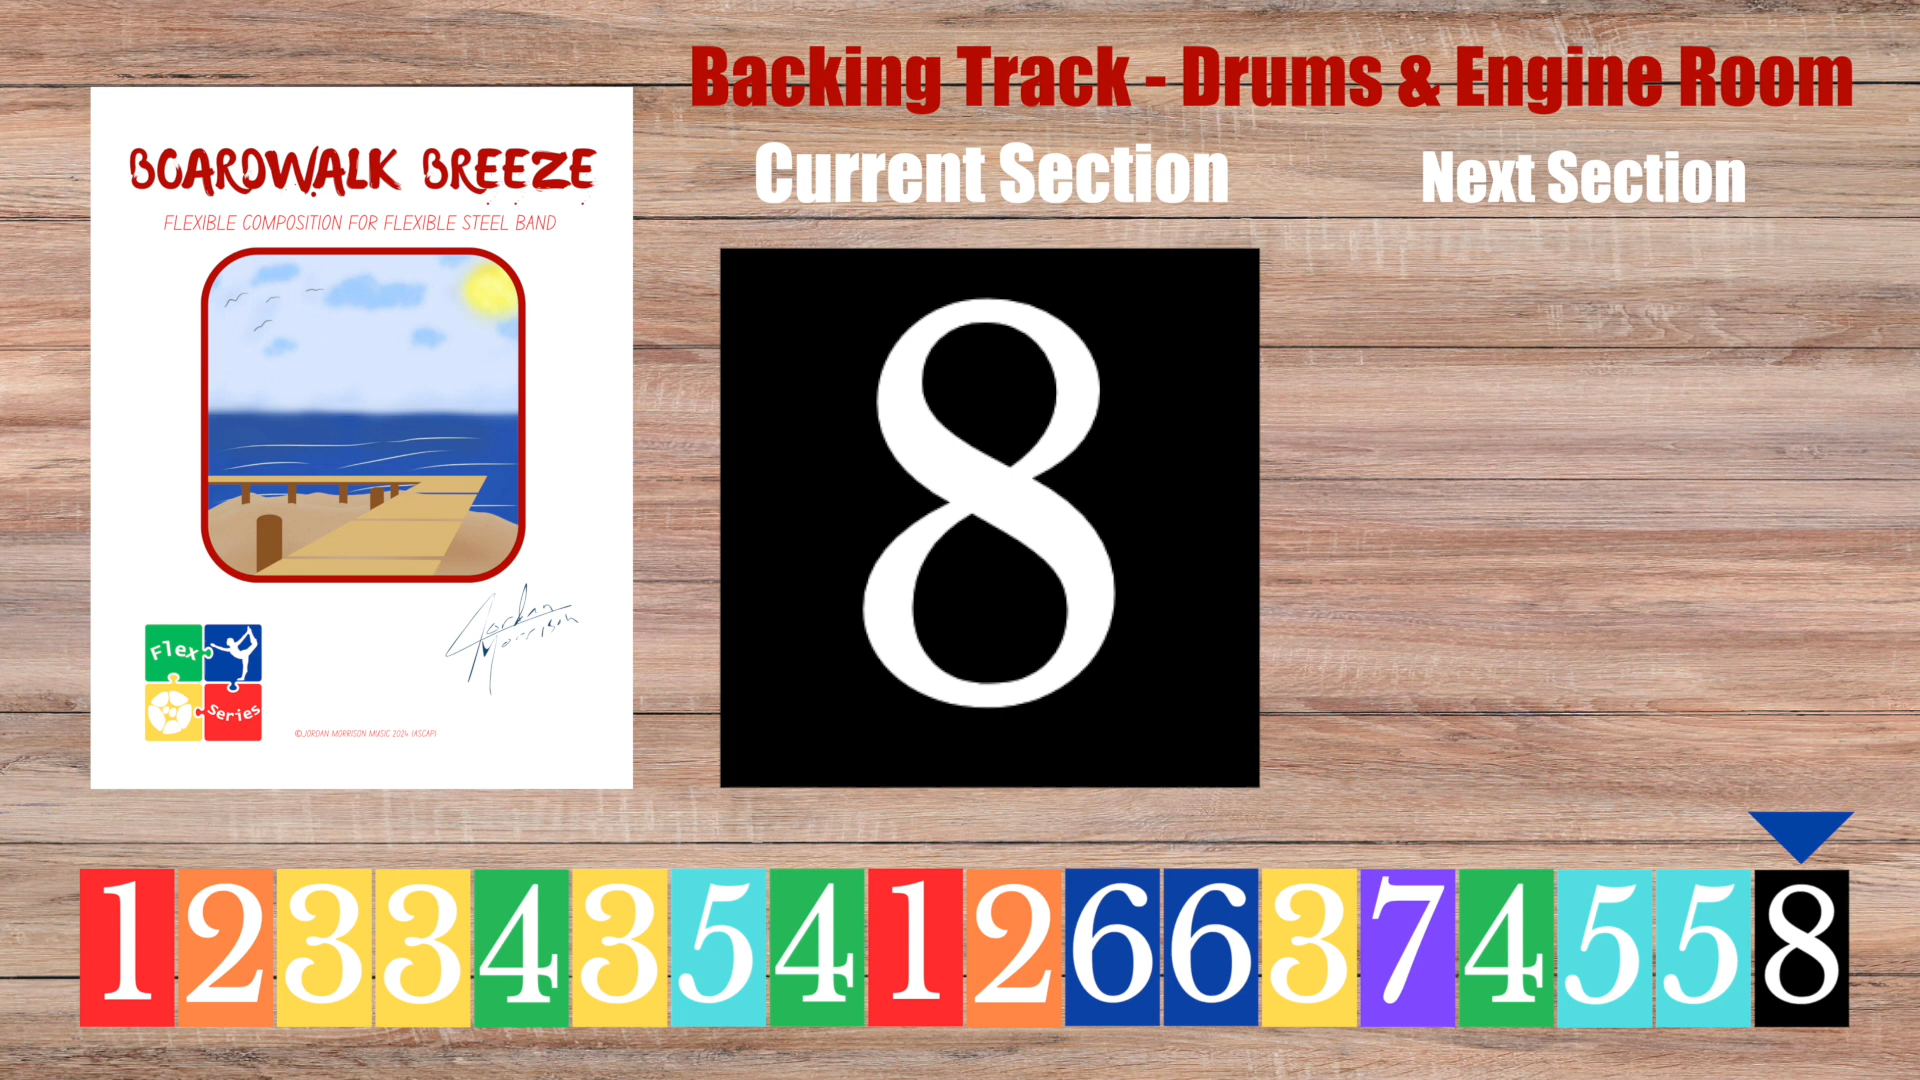 Backing Track - Drums & Engine Room
Current Section
Next Section
BOARDWALK BREEZE
FLEXIBLE COMPOSITION FOR FLEXIBLE STEEL BAND
8
Jordan
Morrison
Flex
Series
©JORDAN MORRISON MUSIC 2024 (ASCAP)
1 2 3 3 4 3 5 4 1 2 6 6 3 7 4 5 5 8